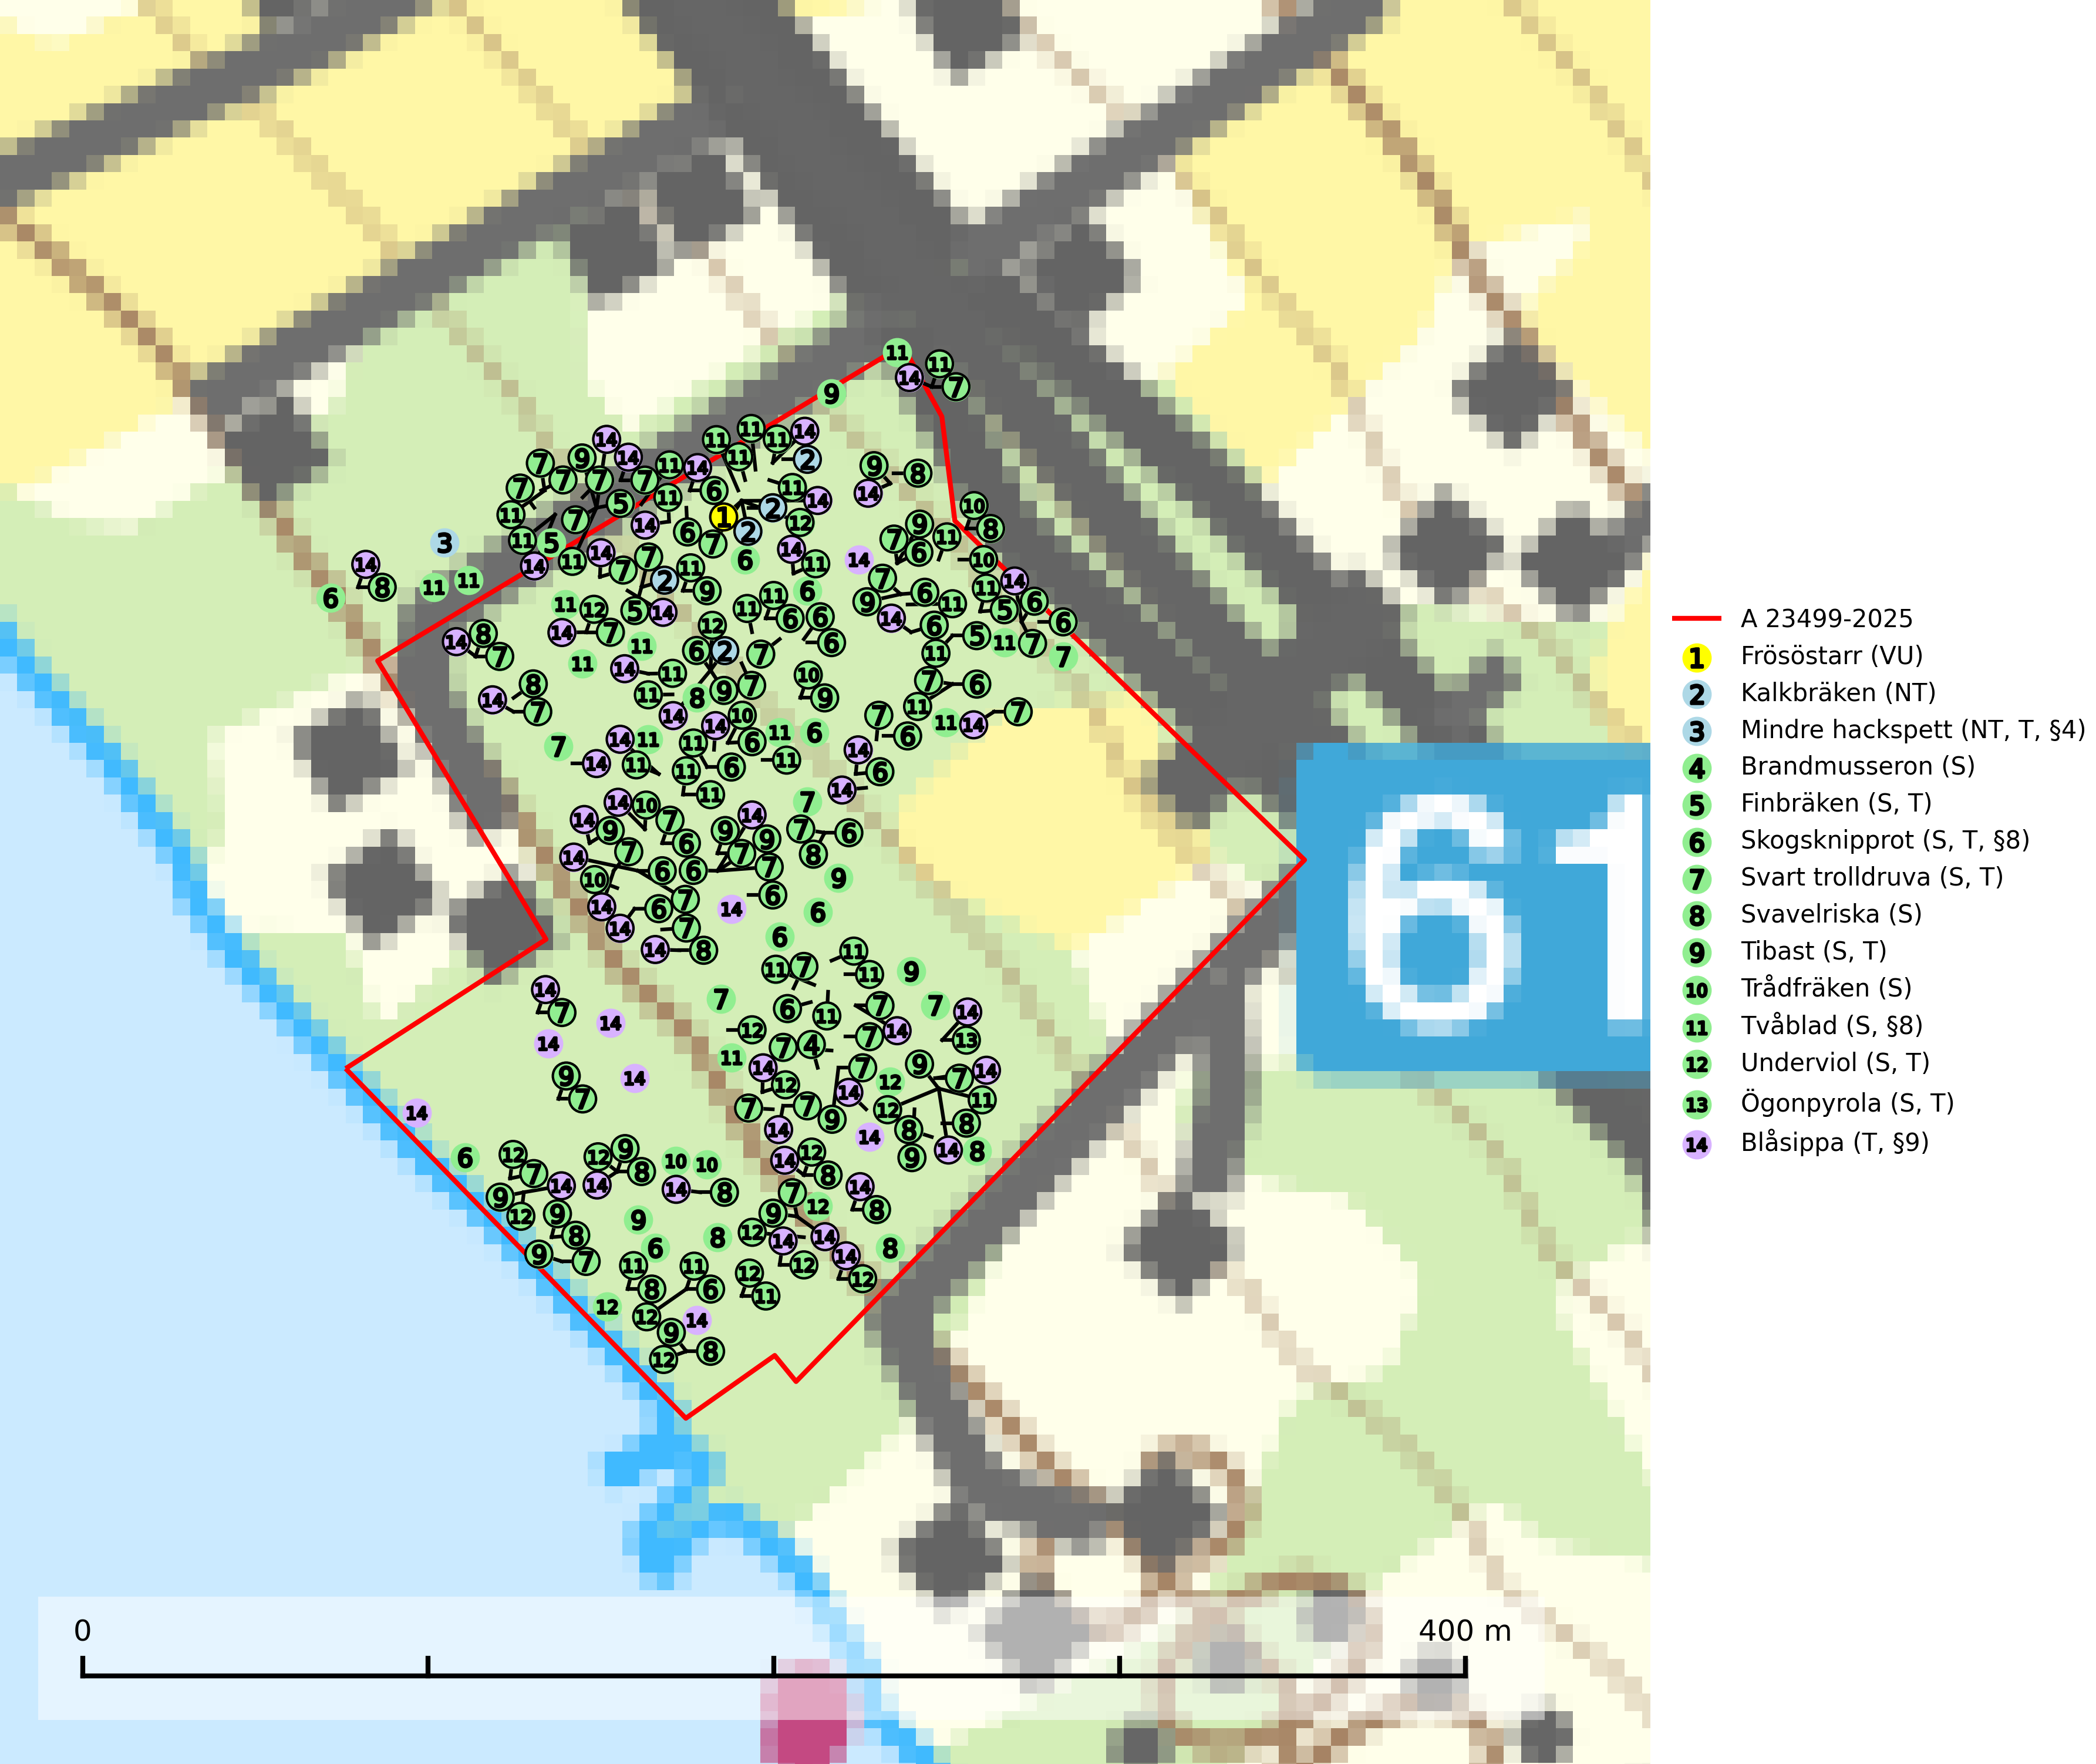 A 23499-2025
1 Frösöstarr (VU)
2 Kalkbräken (NT)
3 Mindre hackspett (NT, T, §4)
4 Brandmusseron (S)
5 Finbräken (S, T)
6 Skogsknipprot (S, T, §8)
7 Svart trolldruva (S, T)
8 Svavelriska (S)
9 Tibast (S, T)
10 Trådfräken (S)
11 Tvåblad (S, §8)
12 Underviol (S, T)
13 Ögonpyrola (S, T)
14 Blåsippa (T, §9)
61
0 400 m